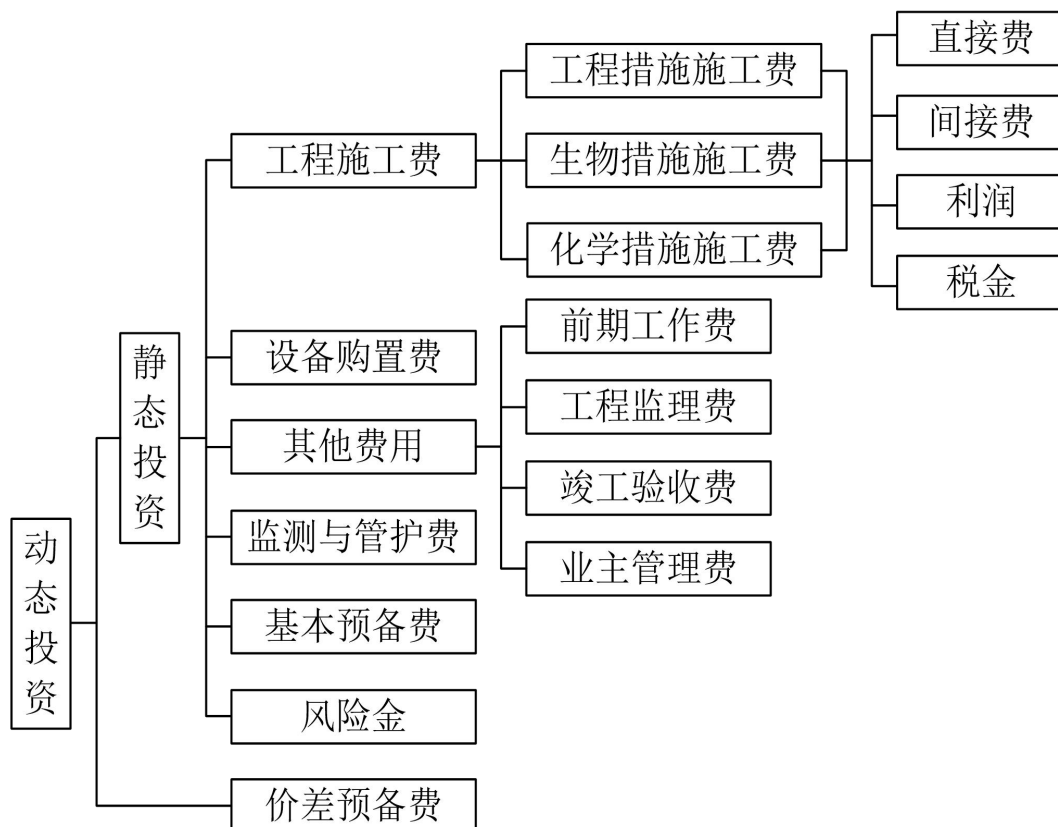 动态投资
静态投资
工程施工费
工程措施施工费
生物措施施工费
化学措施施工费
直接费
间接费
利润
税金
设备购置费
其他费用
前期工作费
工程监理费
竣工验收费
业主管理费
监测与管护费
基本预备费
风险金
价差预备费